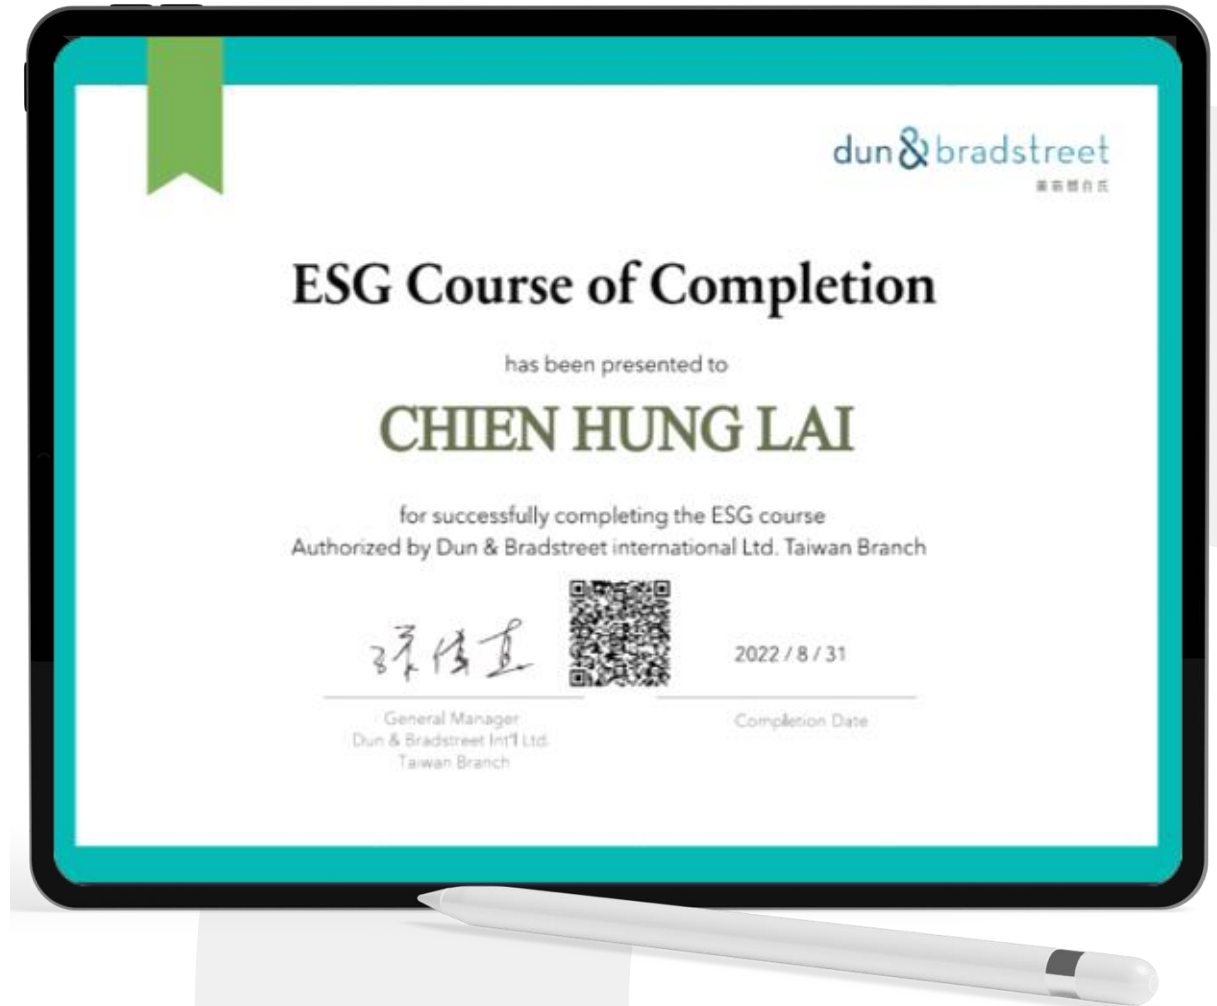 dun & bradstreet
ESG Course of Completion
has been presented to
CHIEN HUNG LAI
for successfully completing the ESG course
Authorized by Dun & Bradstreet international Ltd. Taiwan Branch
2022 / 8 / 31
General Manager
Dun & Bradstreet Int'l Ltd.
Taiwan Branch
Completion Date